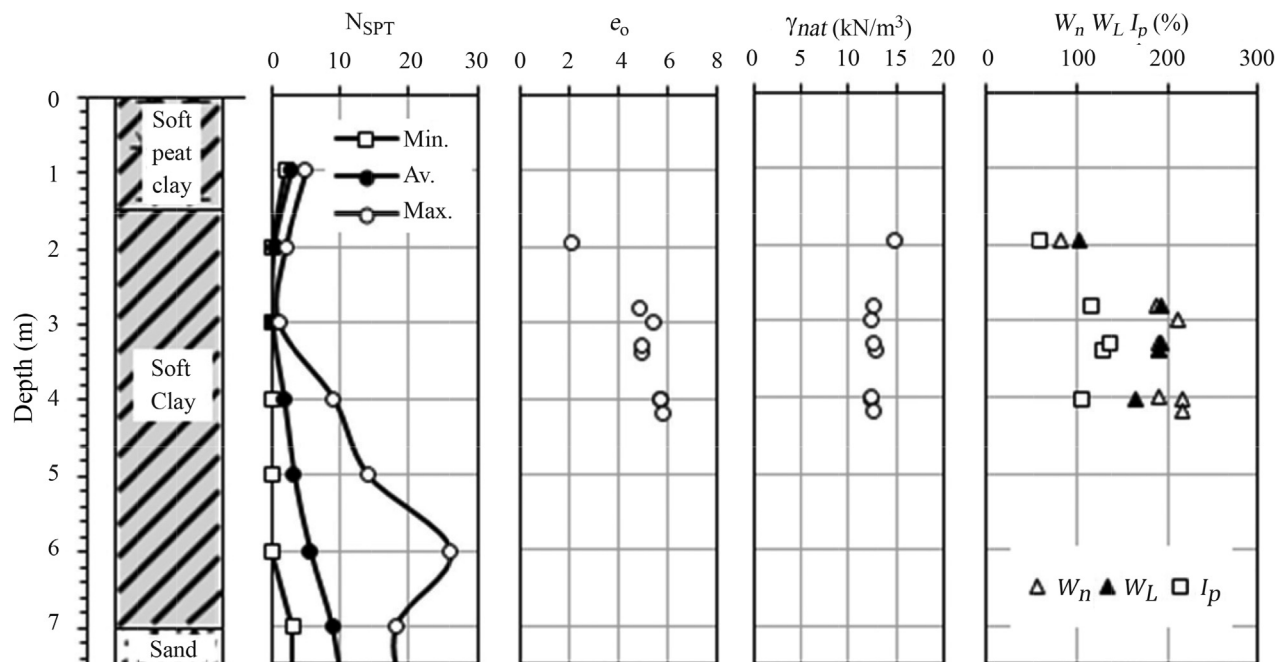 N_SPT
e_o
γ_nat (kN/m³)
W_n W_L I_p (%)
0 10 20 30
0 2 4 6 8
0 5 10 15 20
0 100 200 300
Depth (m)
0
1
2
3
4
5
6
7
Soft
peat
clay
Soft
Clay
Sand
Min.
Av.
Max.
W_n W_L I_p